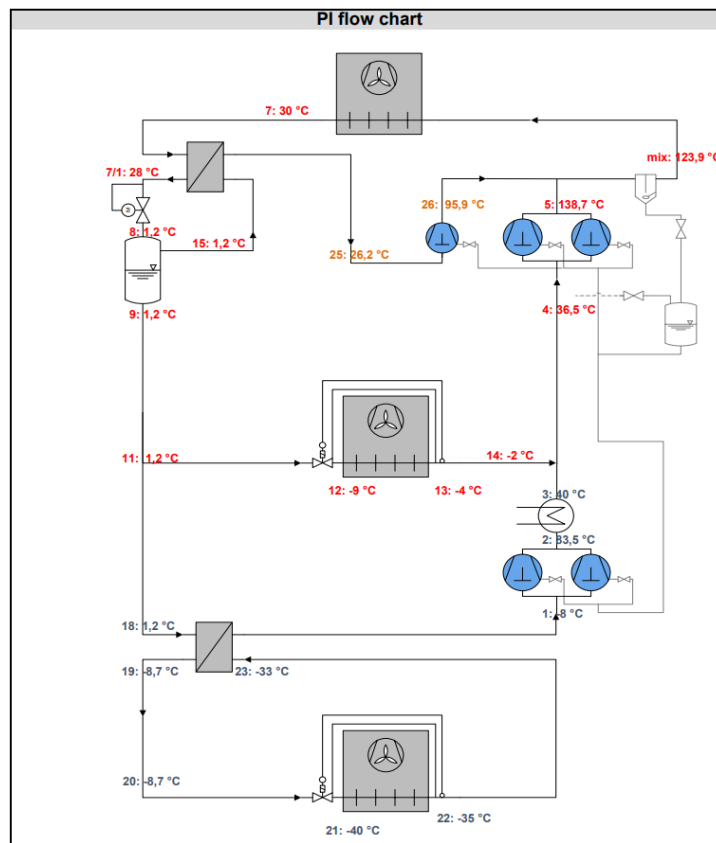 PI flow chart
7: 30 °C
mix: 123,9 °C
7/1: 28 °C
26: 95,9 °C
5: 138,7 °C
8: 1,2 °C
15: 1,2 °C
25: 26,2 °C
9: 1,2 °C
4: 36,5 °C
11: 1,2 °C
14: -2 °C
12: -9 °C
13: -4 °C
3: 40 °C
2: 83,5 °C
1: -8 °C
18: 1,2 °C
19: -8,7 °C
23: -33 °C
20: -8,7 °C
22: -35 °C
21: -40 °C